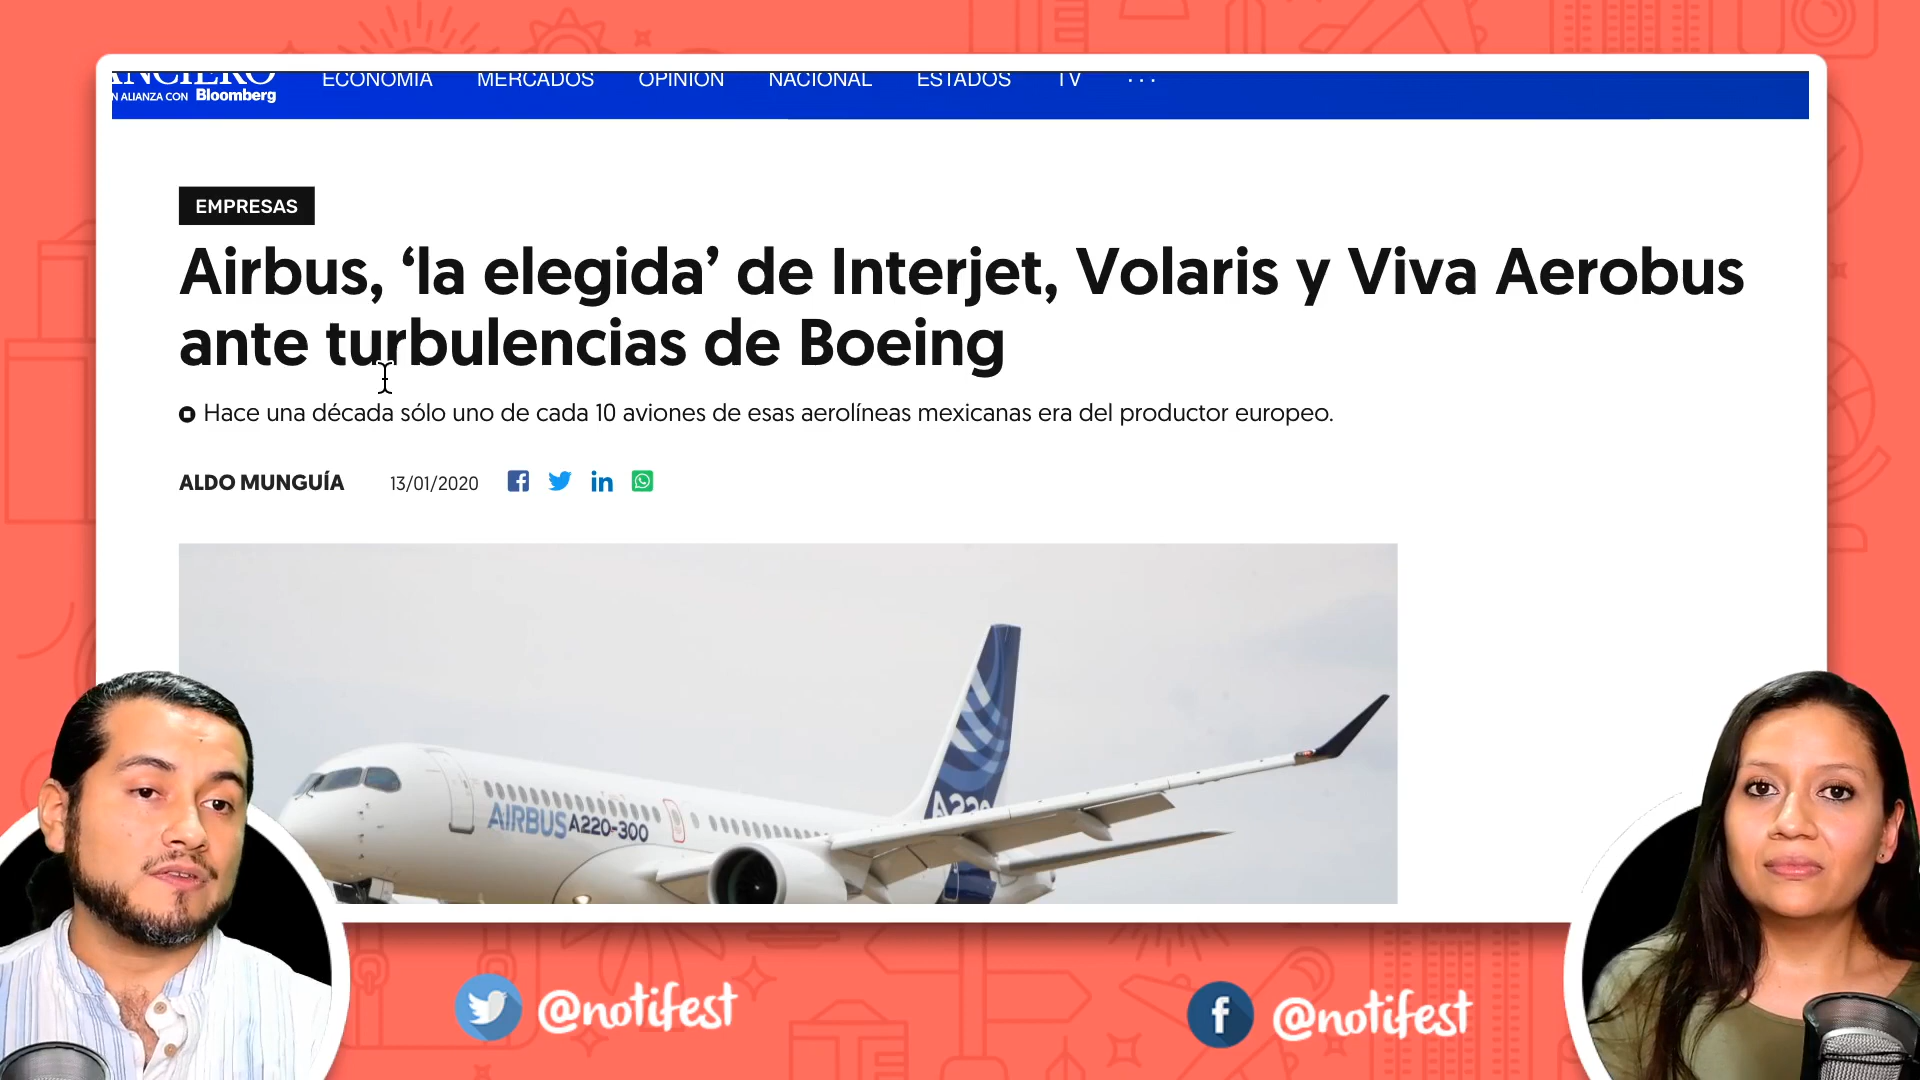 ANCIERO
ECONOMÍA MERCADOS OPINIÓN NACIONAL ESTADOS TV ...
N ALIANZA CON Bloomberg
EMPRESAS
Airbus, ‘la elegida’ de Interjet, Volaris y Viva Aerobus
ante turbulencias de Boeing
Hace una década sólo uno de cada 10 aviones de esas aerolíneas mexicanas era del productor europeo.
ALDO MUNGUÍA 13/01/2020
AIRBUS A220-300
A220
@notifest
@notifest